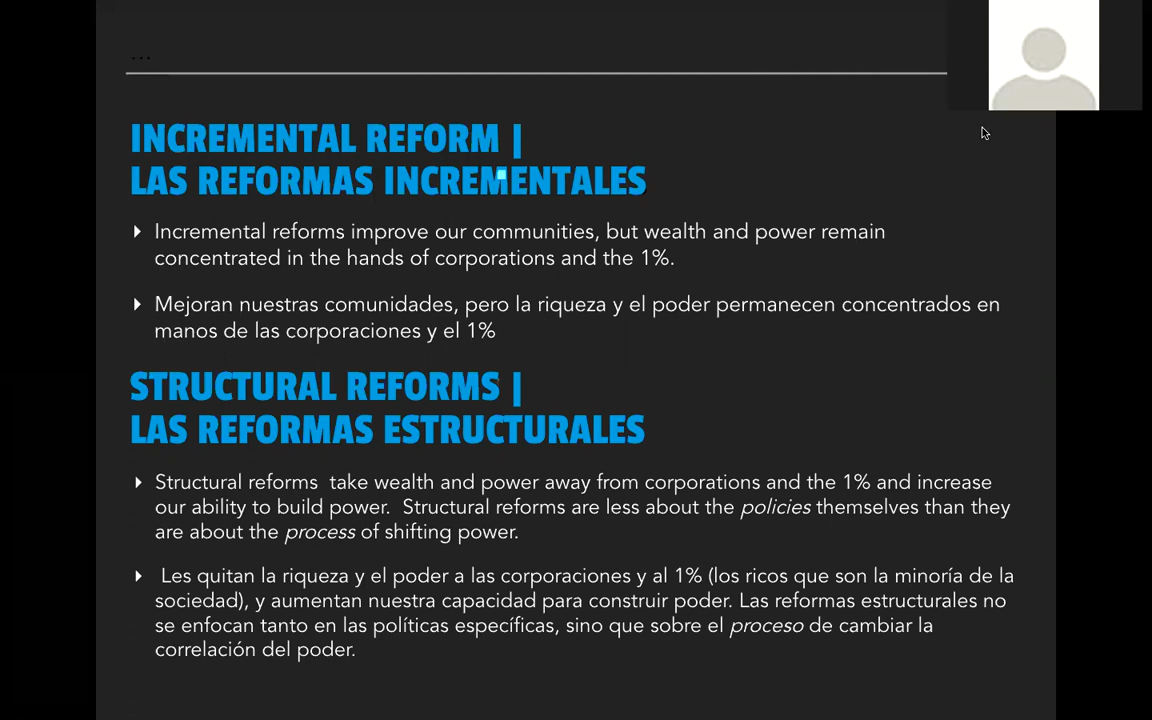 ...
INCREMENTAL REFORM |
LAS REFORMAS INCREMENTALES
Incremental reforms improve our communities, but wealth and power remain
concentrated in the hands of corporations and the 1%.
Mejoran nuestras comunidades, pero la riqueza y el poder permanecen concentrados en
manos de las corporaciones y el 1%
STRUCTURAL REFORMS |
LAS REFORMAS ESTRUCTURALES
Structural reforms  take wealth and power away from corporations and the 1% and increase
our ability to build power.  Structural reforms are less about the policies themselves than they
are about the process of shifting power.
Les quitan la riqueza y el poder a las corporaciones y al 1% (los ricos que son la minoría de la
sociedad), y aumentan nuestra capacidad para construir poder. Las reformas estructurales no
se enfocan tanto en las políticas específicas, sino que sobre el proceso de cambiar la
correlación del poder.